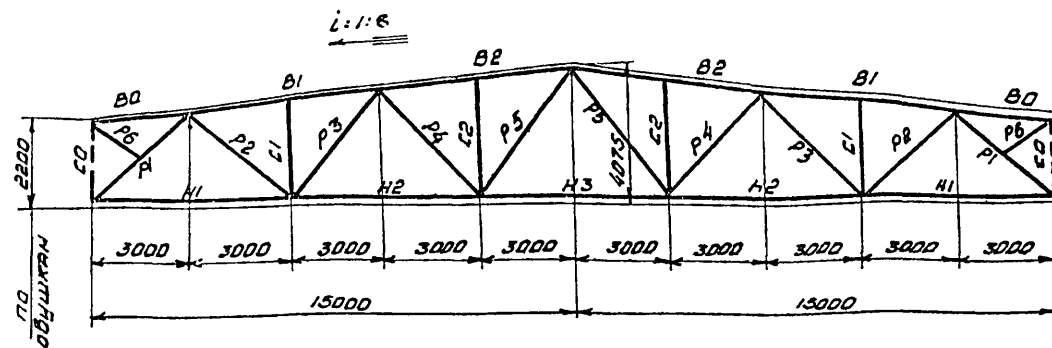 i:1:8
В0 В1 В2 В2 В1 В0
С0 Р6 Р1 Р2 С1 Р3 Р4 С2 Р5 Р5 С2 Р4 Р3 С1 Р2 Р1 Р6 С0
2200 4075
Н1 Н2 Н3 Н2 Н1
3000 3000 3000 3000 3000 3000 3000 3000 3000 3000
15000 15000
ПО
ОБУШКАМ